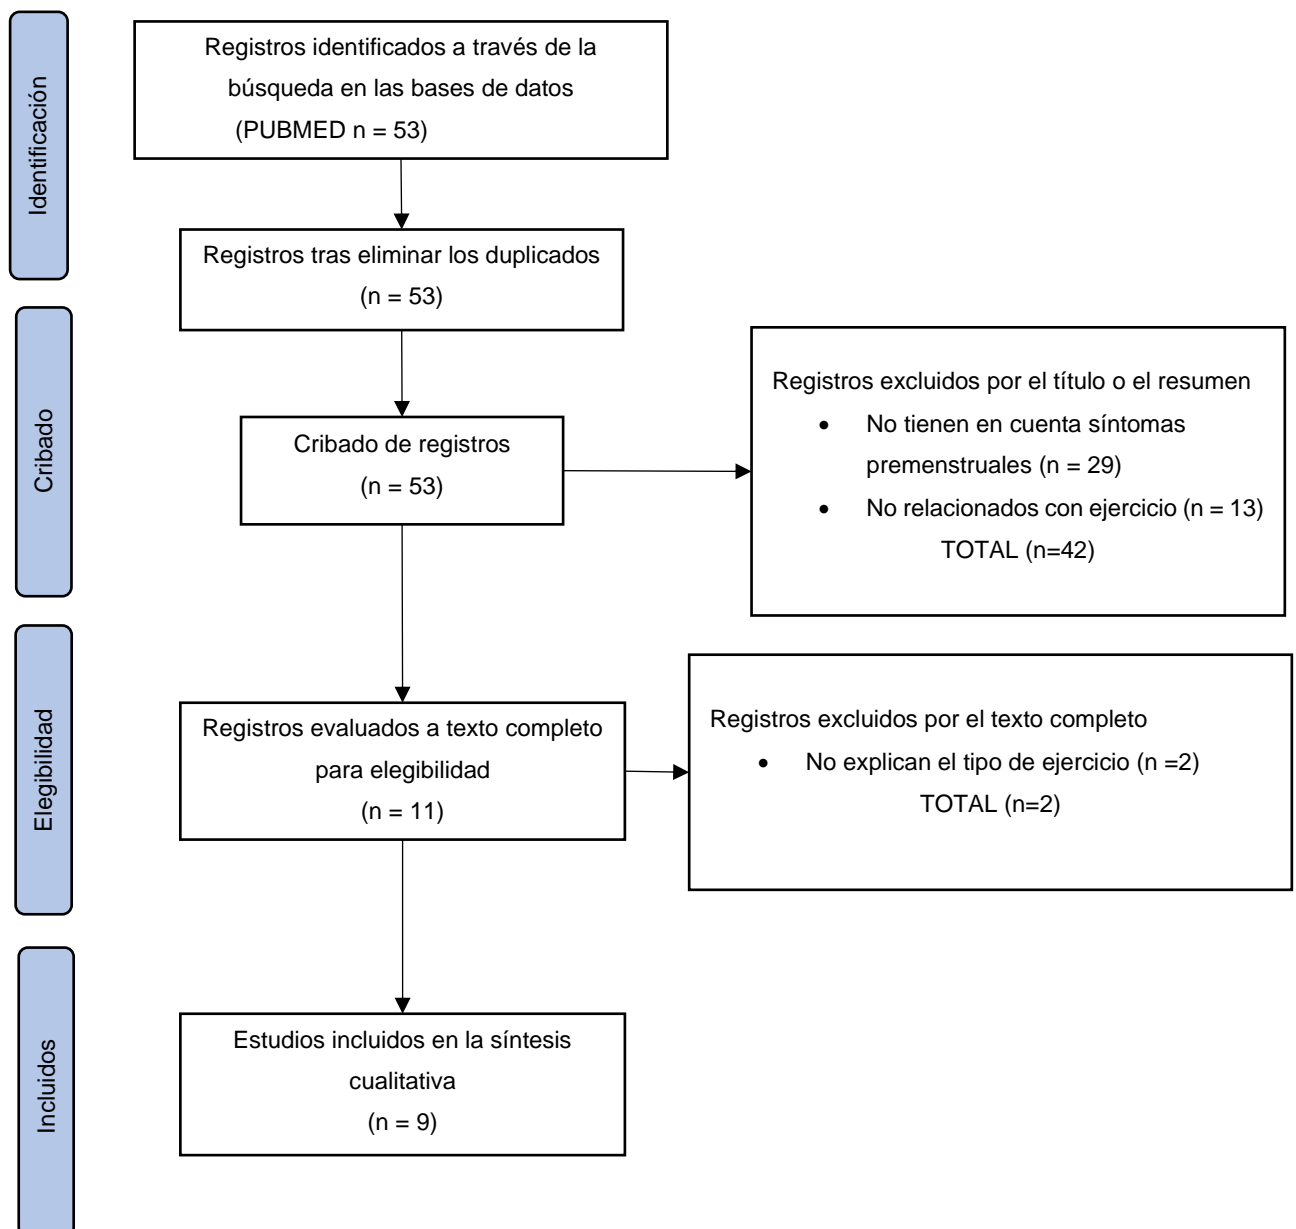 Identificación
Registros identificados a través de la
búsqueda en las bases de datos
(PUBMED n = 53)
Registros tras eliminar los duplicados
(n = 53)
Cribado
Cribado de registros
(n = 53)
Registros excluidos por el título o el resumen
• No tienen en cuenta síntomas
premenstruales (n = 29)
• No relacionados con ejercicio (n = 13)
TOTAL (n=42)
Elegibilidad
Registros evaluados a texto completo
para elegibilidad
(n = 11)
Registros excluidos por el texto completo
• No explican el tipo de ejercicio (n =2)
TOTAL (n=2)
Incluidos
Estudios incluidos en la síntesis
cualitativa
(n = 9)